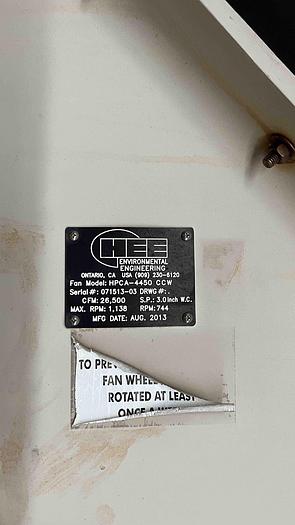 HEE
ENVIRONMENTAL
ENGINEERING
ONTARIO, CA USA (909) 230-6120
Fan Model: HPCA-4450 CCW
Serial#: 071513-03 DRWG #: .
CFM: 26,500 S.P.: 3.0 Inch W.C.
MAX. RPM: 1,138 RPM: 744
MFG DATE: AUG. 2013
TO
FAN WHEEL
ROTATED AT LEAST
ONCE A